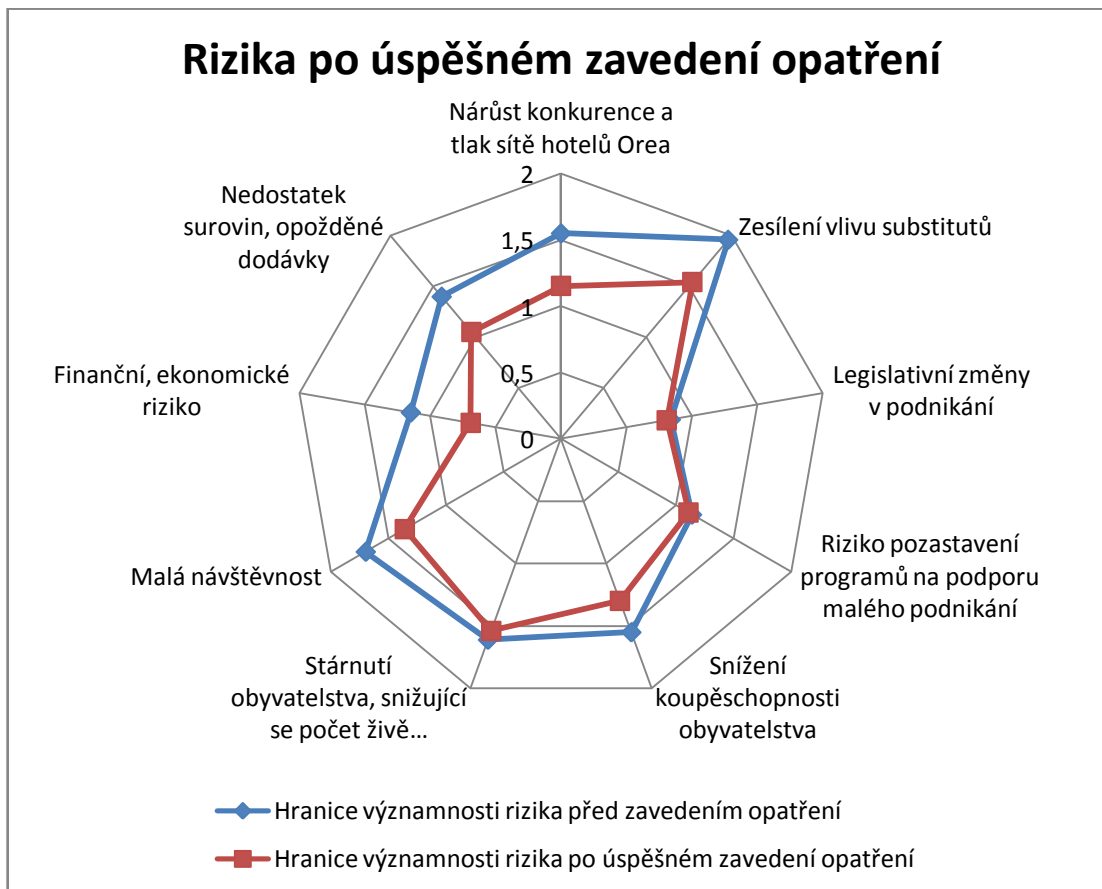 Rizika po úspěšném zavedení opatření
Nárůst konkurence a
tlak sítě hotelů Orea
Zesílení vlivu substitutů
Legislativní změny
v podnikání
Riziko pozastavení
programů na podporu
malého podnikání
Snížení
koupěschopnosti
obyvatelstva
Stárnutí
obyvatelstva, snižující
se počet živě…
Malá návštěvnost
Finanční, ekonomické
riziko
Nedostatek
surovin, opožděné
dodávky
2
1,5
1
0,5
0
Hranice významnosti rizika před zavedením opatření
Hranice významnosti rizika po úspěšném zavedení opatření